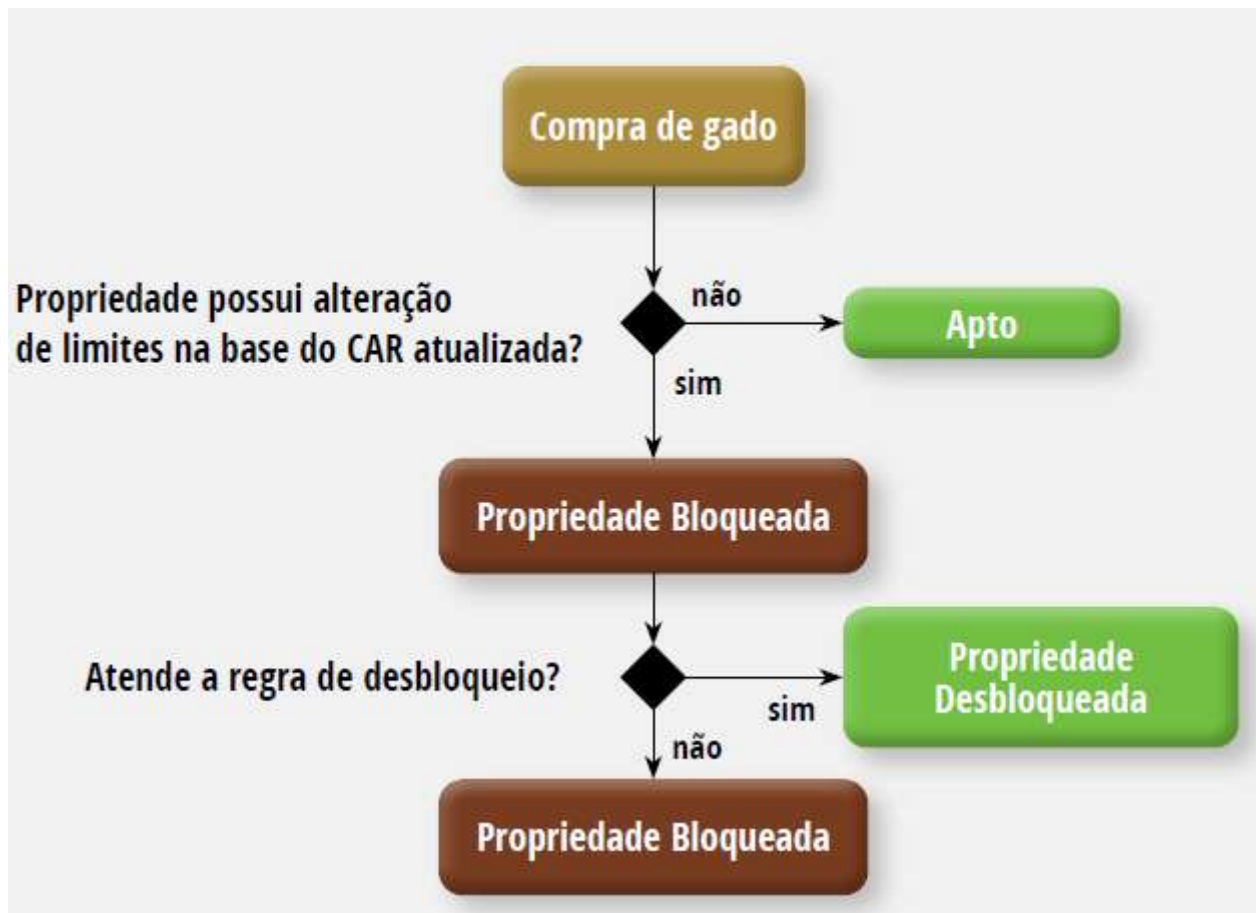 Compra de gado
Propriedade possui alteração
de limites na base do CAR atualizada?
não
Apto
sim
Propriedade Bloqueada
Atende a regra de desbloqueio?
sim
Propriedade
Desbloqueada
não
Propriedade Bloqueada